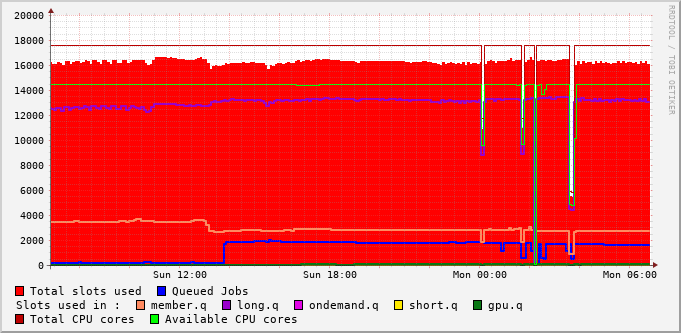 20000
18000
16000
14000
12000
10000
8000
6000
4000
2000
0
Sun 12:00 Sun 18:00 Mon 00:00 Mon 06:00
RRDTOOL / TOBI OETIKER
Total slots used Queued Jobs
Slots used in : member.q long.q ondemand.q short.q gpu.q
Total CPU cores Available CPU cores